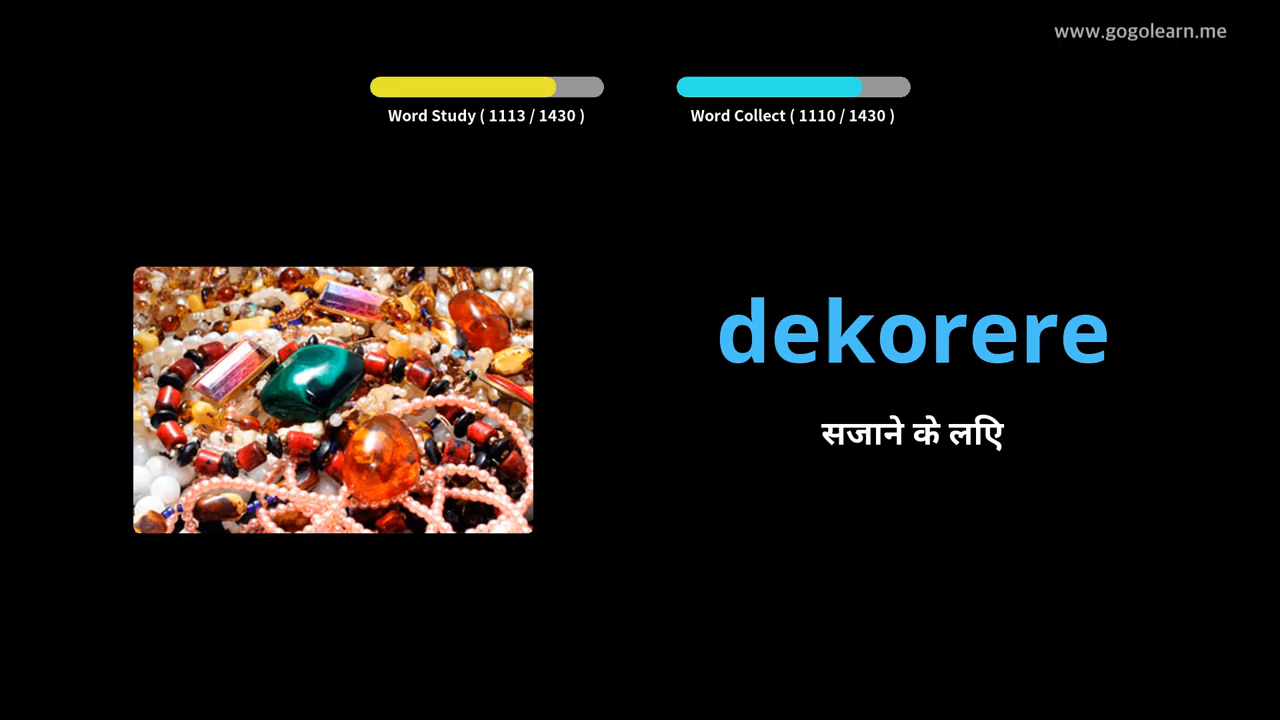 www.gogolearn.me
Word Study ( 1113 / 1430 )
Word Collect ( 1110 / 1430 )
dekorere
सजाने के लिए